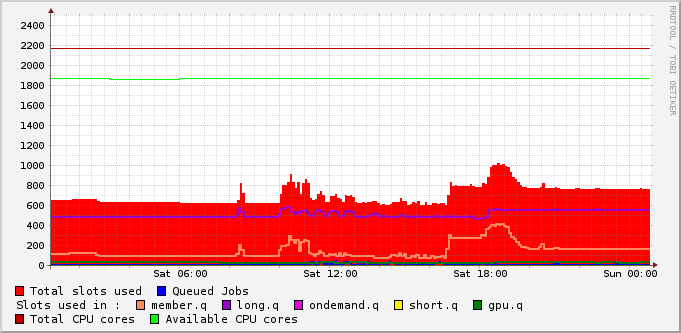 2400
2200
2000
1800
1600
1400
1200
1000
800
600
400
200
0
Sat 06:00 Sat 12:00 Sat 18:00 Sun 00:00
Total slots used Queued Jobs
Slots used in : member.q long.q ondemand.q short.q gpu.q
Total CPU cores Available CPU cores
RRDTOOL / TOBI OETIKER